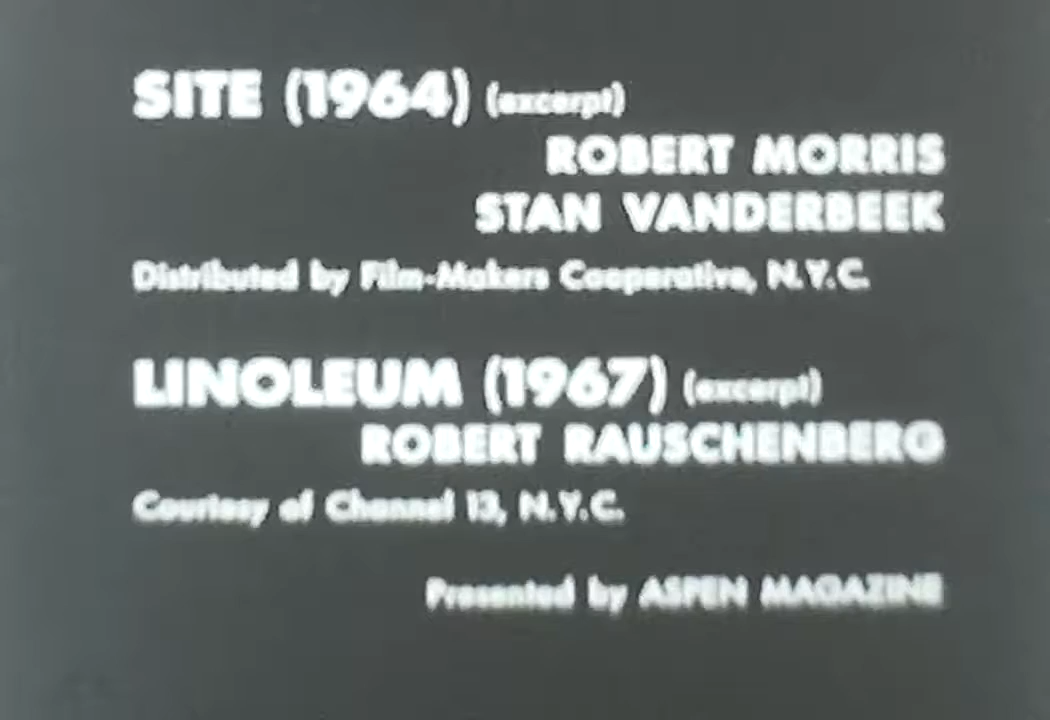 SITE (1964) (excerpt)
ROBERT MORRIS
STAN VANDERBEEK
Distributed by Film-Makers Cooperative, N.Y.C.
LINOLEUM (1967) (excerpt)
ROBERT RAUSCHENBERG
Courtesy of Channel 13, N.Y.C.
Presented by ASPEN MAGAZINE